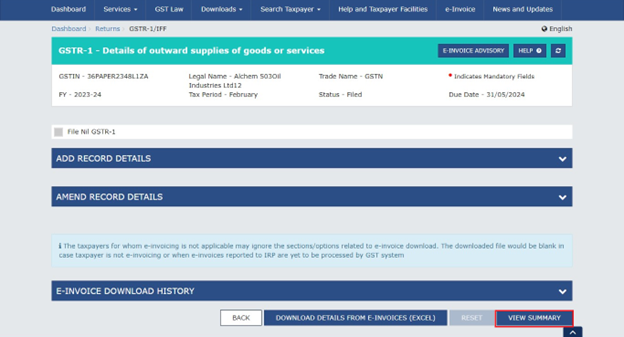 Dashboard Services GST Law Downloads Search Taxpayer Help and Taxpayer Facilities e-Invoice News and Updates
Dashboard › Returns › GSTR-1/IFF English
GSTR-1 - Details of outward supplies of goods or services E-INVOICE ADVISORY HELP
GSTIN - 36PAPER2348L1ZA Legal Name - Alchem 503Oil Trade Name - GSTN • Indicates Mandatory Fields
Industries Ltd12
FY - 2023-24 Tax Period - February Status - Filed Due Date - 31/05/2024
File Nil GSTR-1
ADD RECORD DETAILS
AMEND RECORD DETAILS
The taxpayers for whom e-invoicing is not applicable may ignore the sections/options related to e-invoice download. The downloaded file would be blank in
case taxpayer is not e-invoicing or when e-invoices reported to IRP are yet to be processed by GST system
E-INVOICE DOWNLOAD HISTORY
BACK DOWNLOAD DETAILS FROM E-INVOICES (EXCEL) RESET VIEW SUMMARY